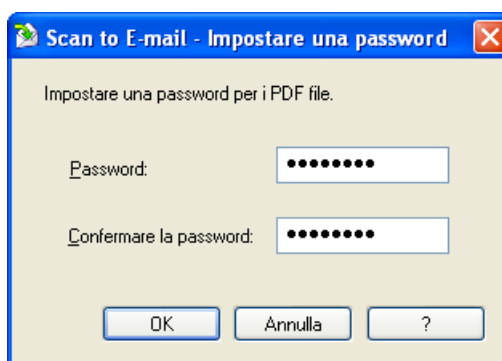 Scan to E-mail - Impostare una password
Impostare una password per i PDF file.
Password: ••••••••
Confermare la password: ••••••••
OK Annulla ?